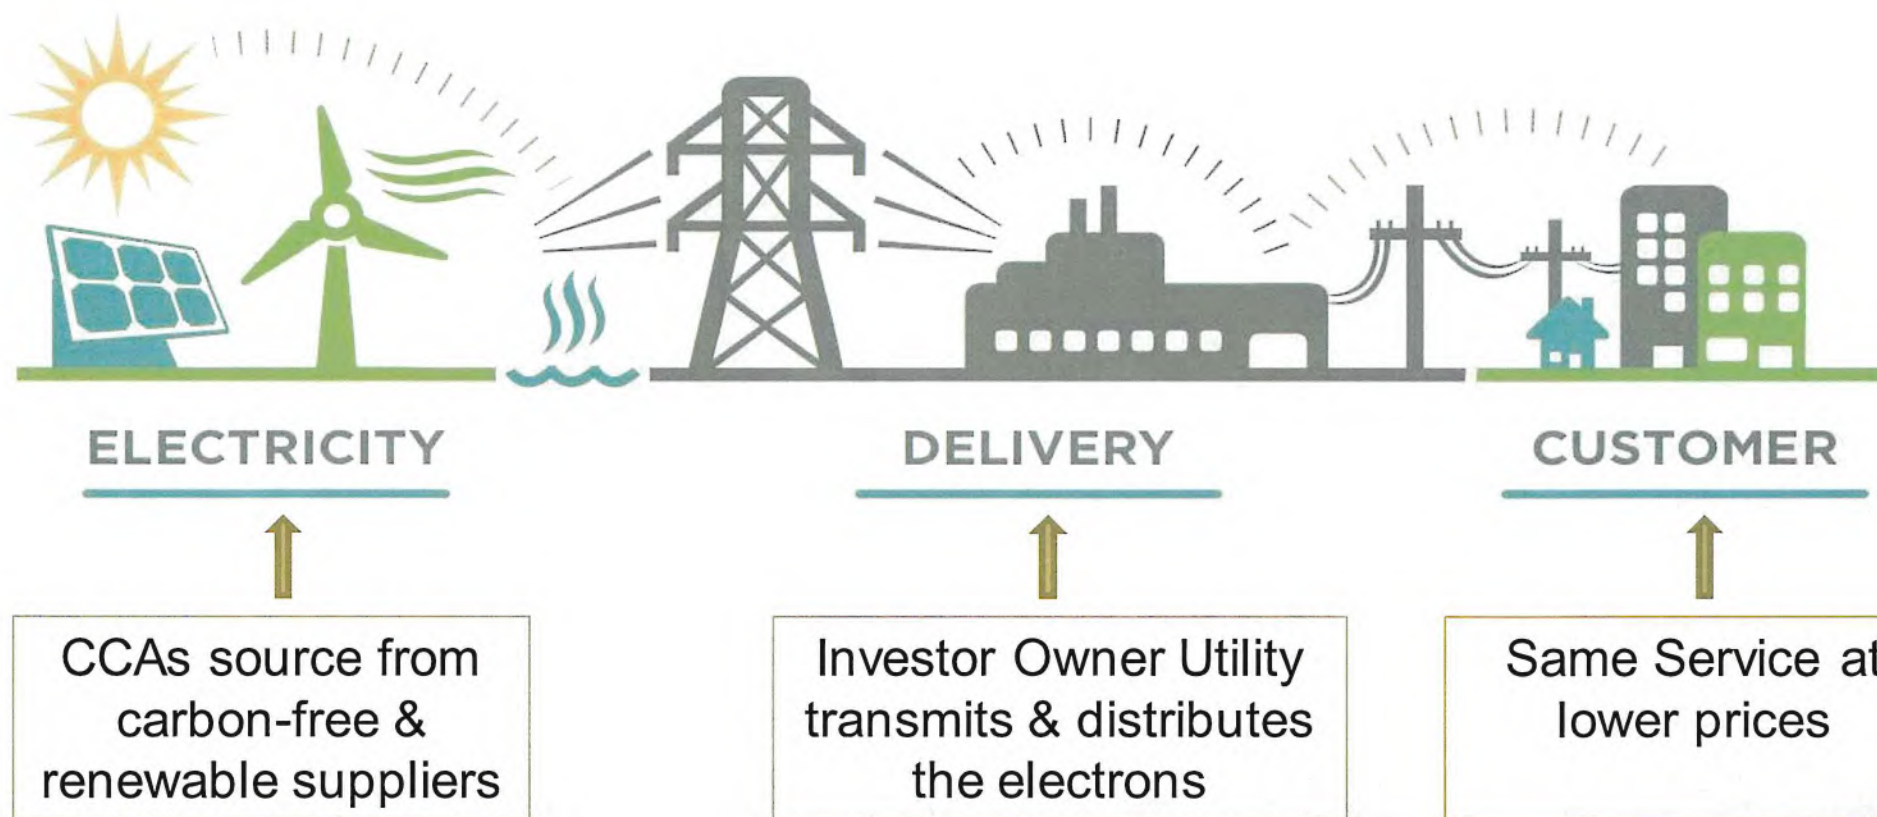 ELECTRICITY
DELIVERY
CUSTOMER
CCAs source from
carbon-free &
renewable suppliers
Investor Owner Utility
transmits & distributes
the electrons
Same Service at
lower prices